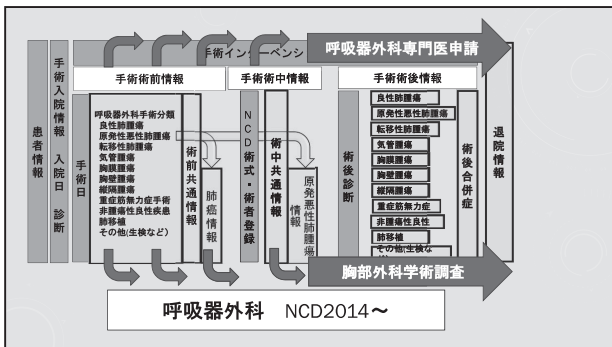 手術インターベンシ
呼吸器外科専門医申請
手術術前情報
手術術中情報
手術術後情報
患者情報
手術入院情報 入院日 診断
手術日
呼吸器外科手術分類
良性肺腫瘍
原発性悪性肺腫瘍
転移性肺腫瘍
気管腫瘍
胸膜腫瘍
胸壁腫瘍
縦隔腫瘍
重症筋無力症手術
非腫瘍性良性疾患
肺移植
その他(生検など)
術前共通情報
肺癌情報
NCD術式・術者登録
術中共通情報
原発悪性肺腫瘍
情報
術後診断
良性肺腫瘍
原発性悪性肺腫瘍
転移性肺腫瘍
気管腫瘍
胸膜腫瘍
胸壁腫瘍
縦隔腫瘍
重症筋無力症
非腫瘍性良性
肺移植
その他(生検な
術後合併症
退院情報
胸部外科学術調査
呼吸器外科 NCD2014～